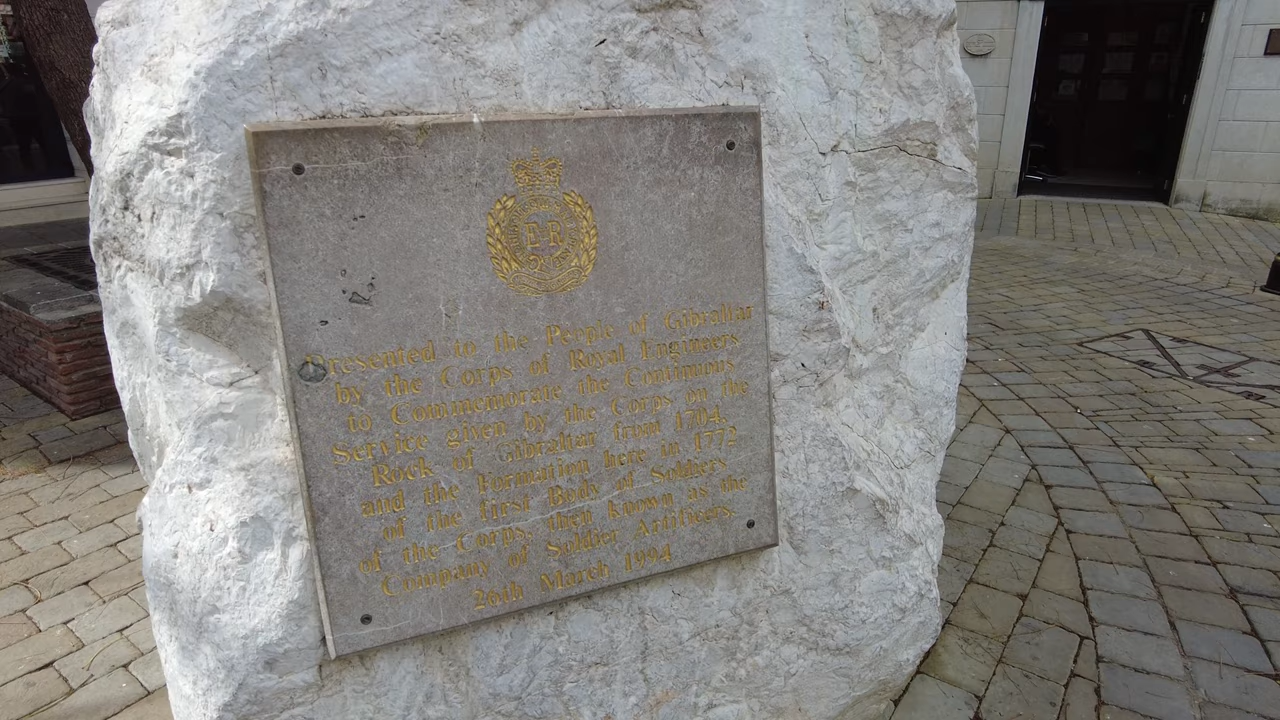 E II R
Presented to the People of Gibraltar
by the Corps of Royal Engineers
to Commemorate the Continuous
Service given by the Corps on the
Rock of Gibraltar from 1704,
and the Formation here in 1772
of the first Body of Soldiers
of the Corps, then known as the
Company of Soldier Artificers.
26th March 1994